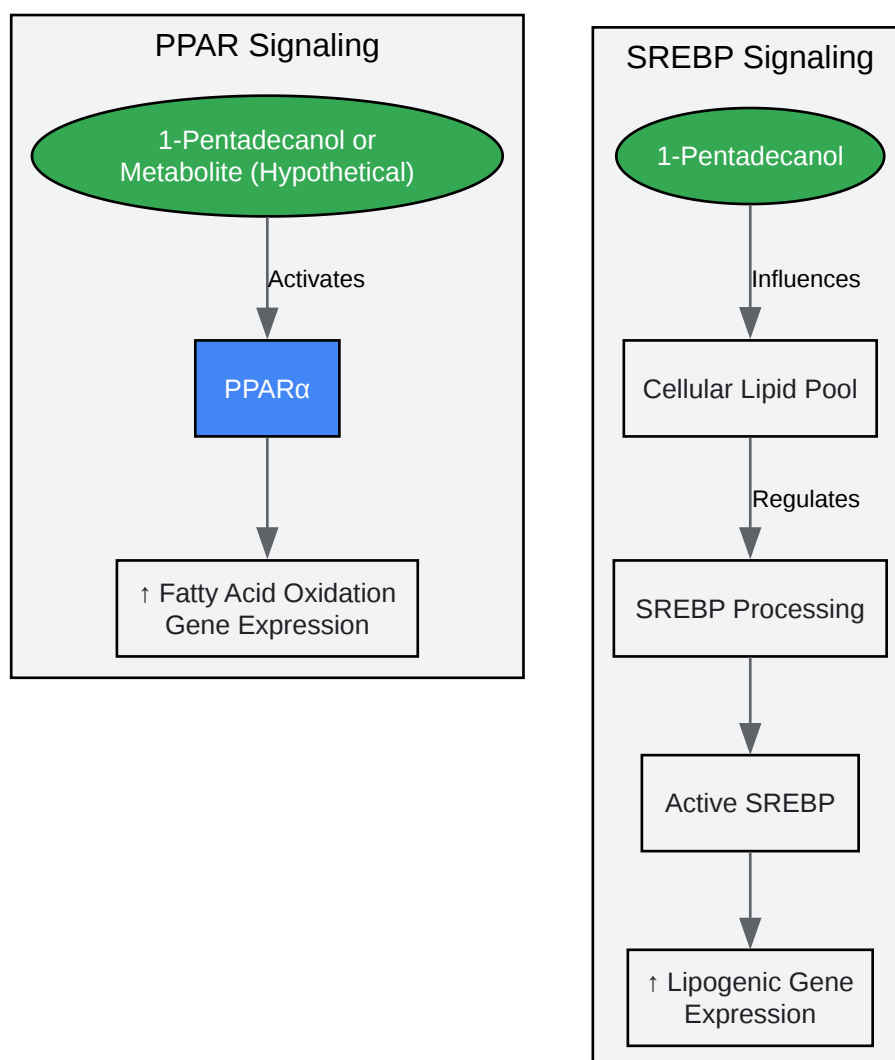 PPAR Signaling
1-Pentadecanol or
Metabolite (Hypothetical)
Activates
PPARα
↑ Fatty Acid Oxidation
Gene Expression
SREBP Signaling
1-Pentadecanol
Influences
Cellular Lipid Pool
Regulates
SREBP Processing
Active SREBP
↑ Lipogenic Gene
Expression